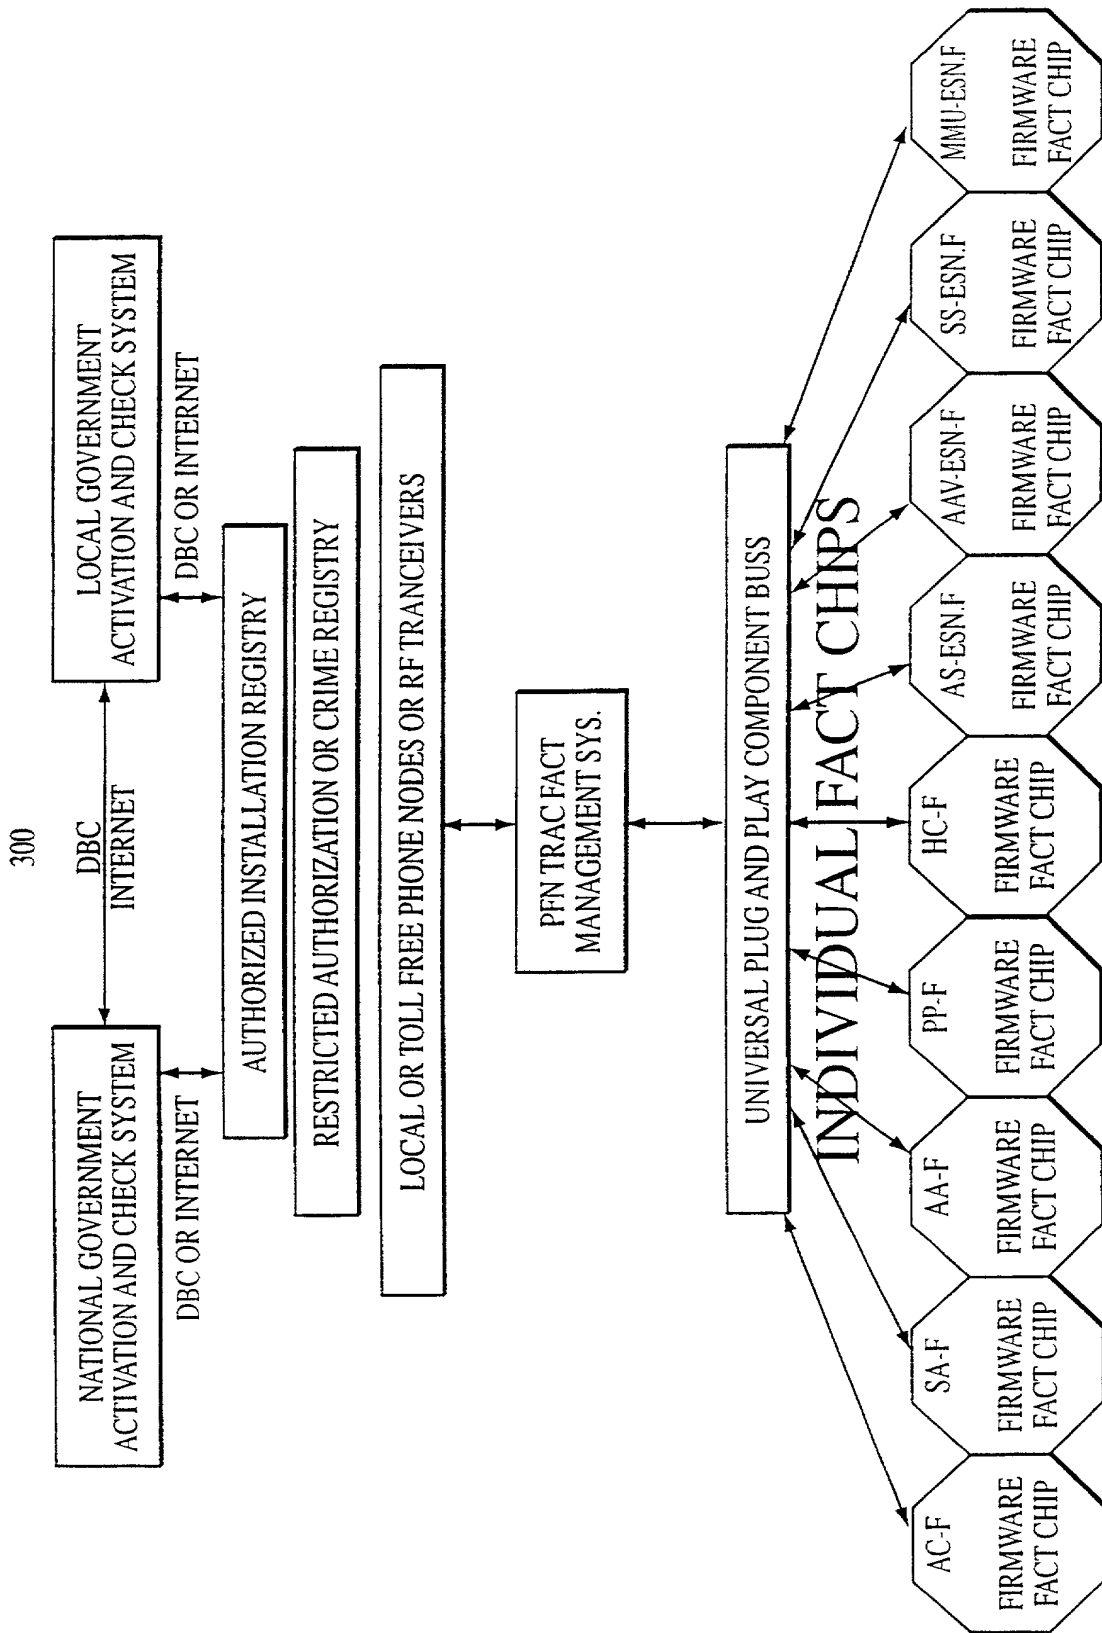 300
NATIONAL GOVERNMENT
ACTIVATION AND CHECK SYSTEM
DBC
INTERNET
LOCAL GOVERNMENT
ACTIVATION AND CHECK SYSTEM
DBC OR INTERNET
DBC OR INTERNET
AUTHORIZED INSTALLATION REGISTRY
RESTRICTED AUTHORIZATION OR CRIME REGISTRY
LOCAL OR TOLL FREE PHONE NODES OR RF TRANCEIVERS
PFN TRAC FACT
MANAGEMENT SYS.
UNIVERSAL PLUG AND PLAY COMPONENT BUSS
INDIVIDUAL FACT CHIPS
AC-F
FIRMWARE
FACT CHIP
SA-F
FIRMWARE
FACT CHIP
AA-F
FIRMWARE
FACT CHIP
PP-F
FIRMWARE
FACT CHIP
HC-F
FIRMWARE
FACT CHIP
AS-ESN.F
FIRMWARE
FACT CHIP
AAV-ESN-F
FIRMWARE
FACT CHIP
SS-ESN.F
FIRMWARE
FACT CHIP
MMU-ESN.F
FIRMWARE
FACT CHIP